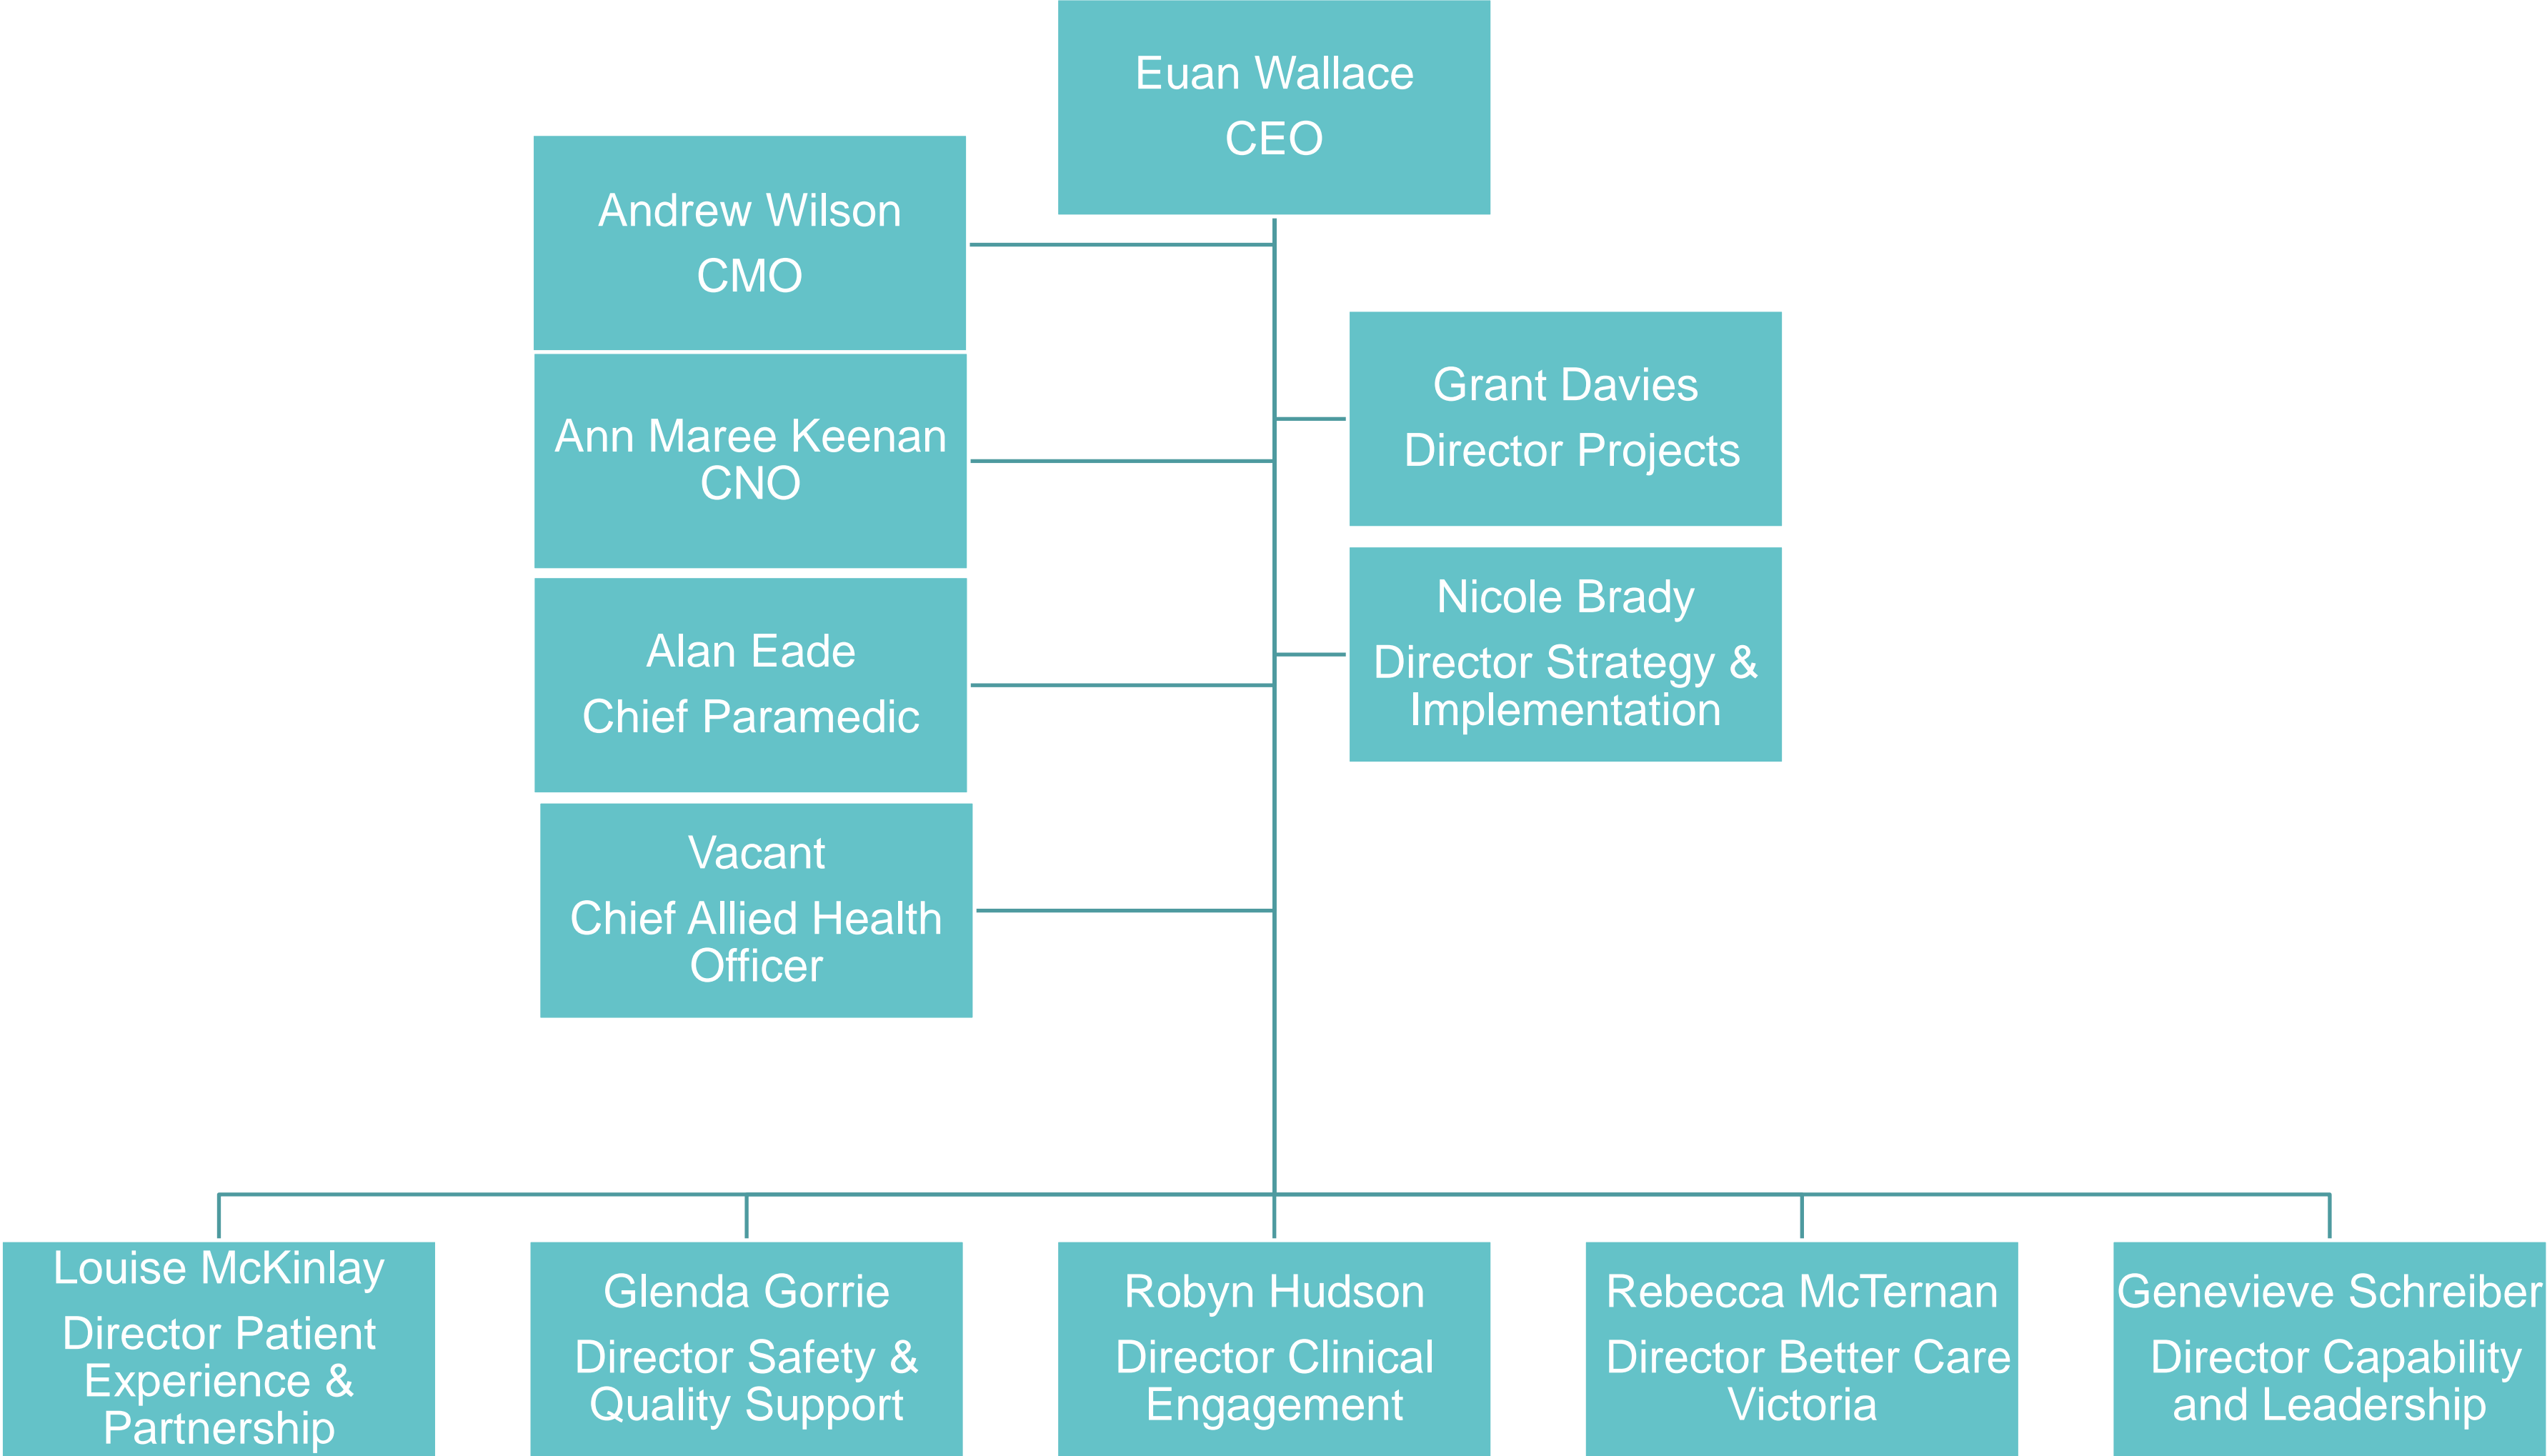 Euan Wallace
CEO
Andrew Wilson
CMO
Ann Maree Keenan
CNO
Grant Davies
Director Projects
Alan Eade
Chief Paramedic
Nicole Brady
Director Strategy &
Implementation
Vacant
Chief Allied Health
Officer
Louise McKinlay
Director Patient
Experience &
Partnership
Glenda Gorrie
Director Safety &
Quality Support
Robyn Hudson
Director Clinical
Engagement
Rebecca McTernan
Director Better Care
Victoria
Genevieve Schreiber
Director Capability
and Leadership